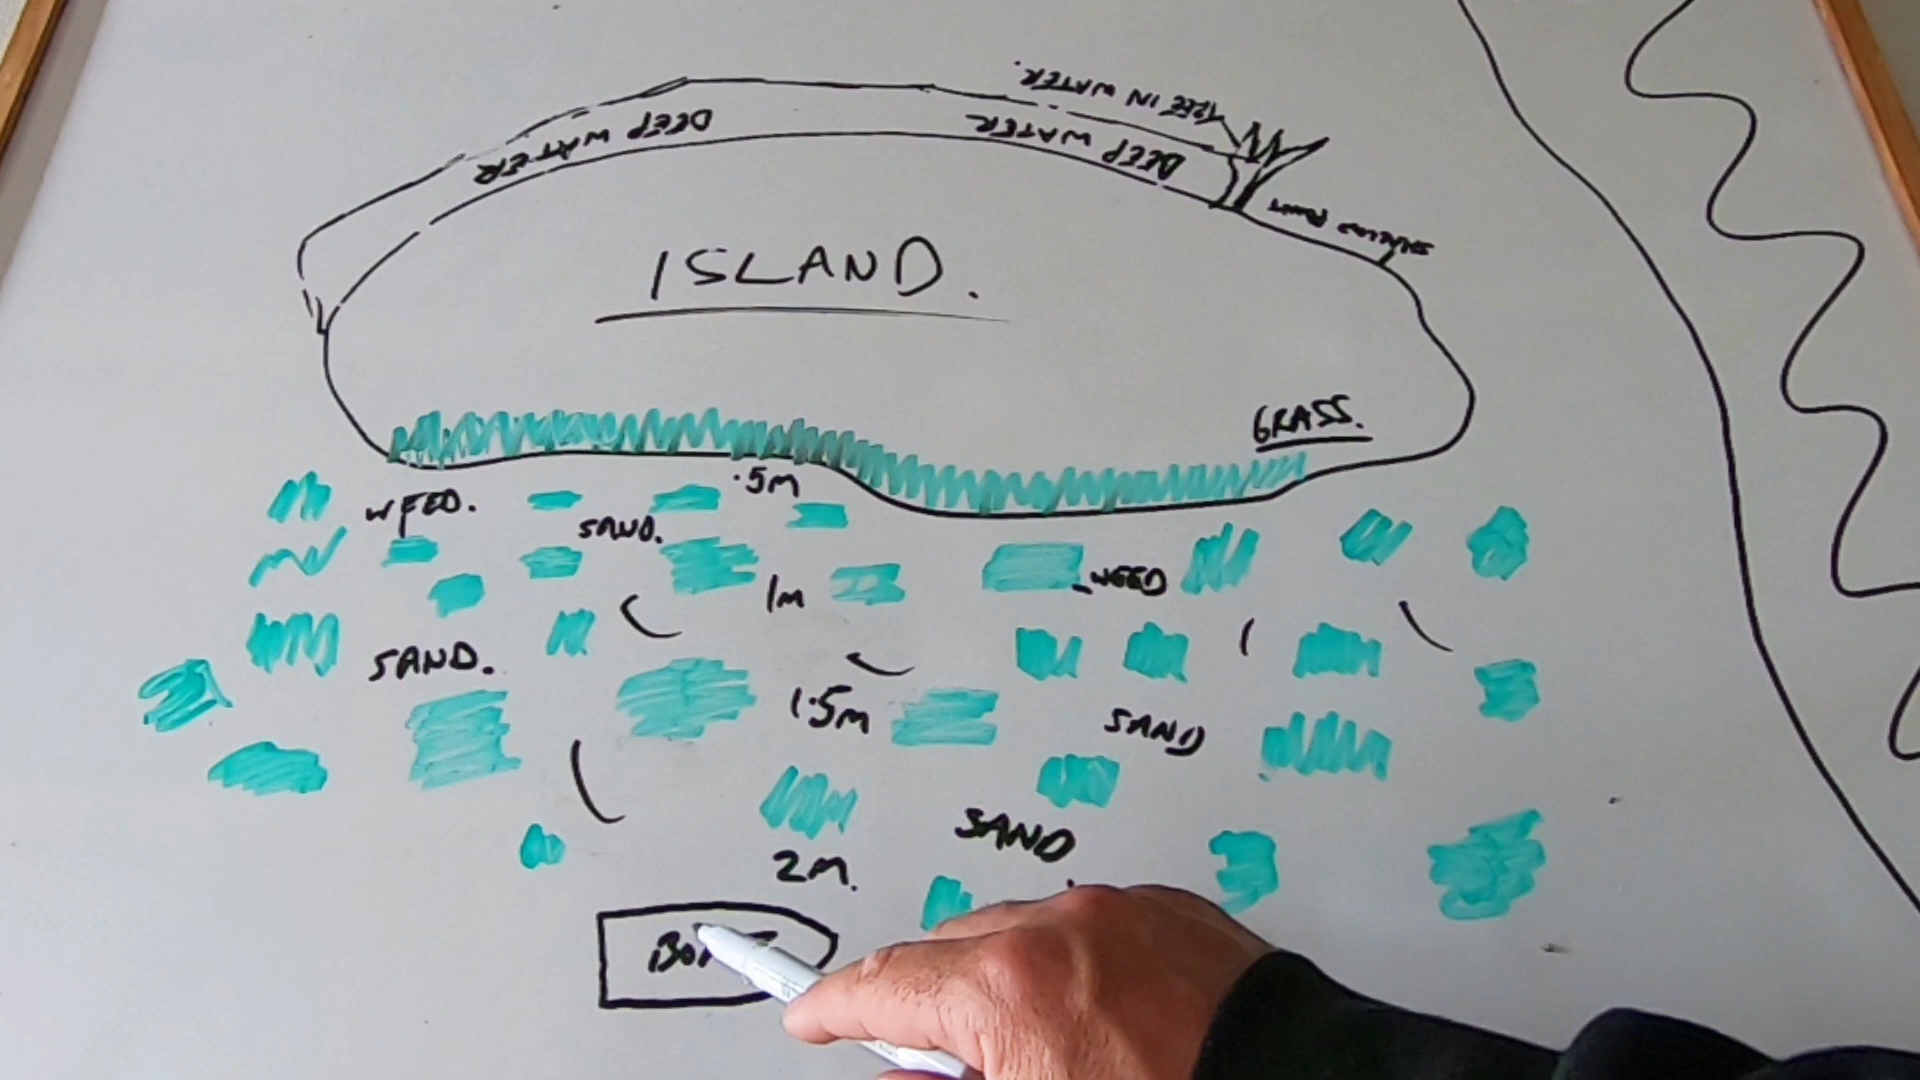 TREE IN WATER.
DEEP WATER
DEEP WATER
POINT
ISLAND.
GRASS.
.5M
WEED.
SAND.
1M
WEED
SAND.
1.5M
SAND
SAND
2M.